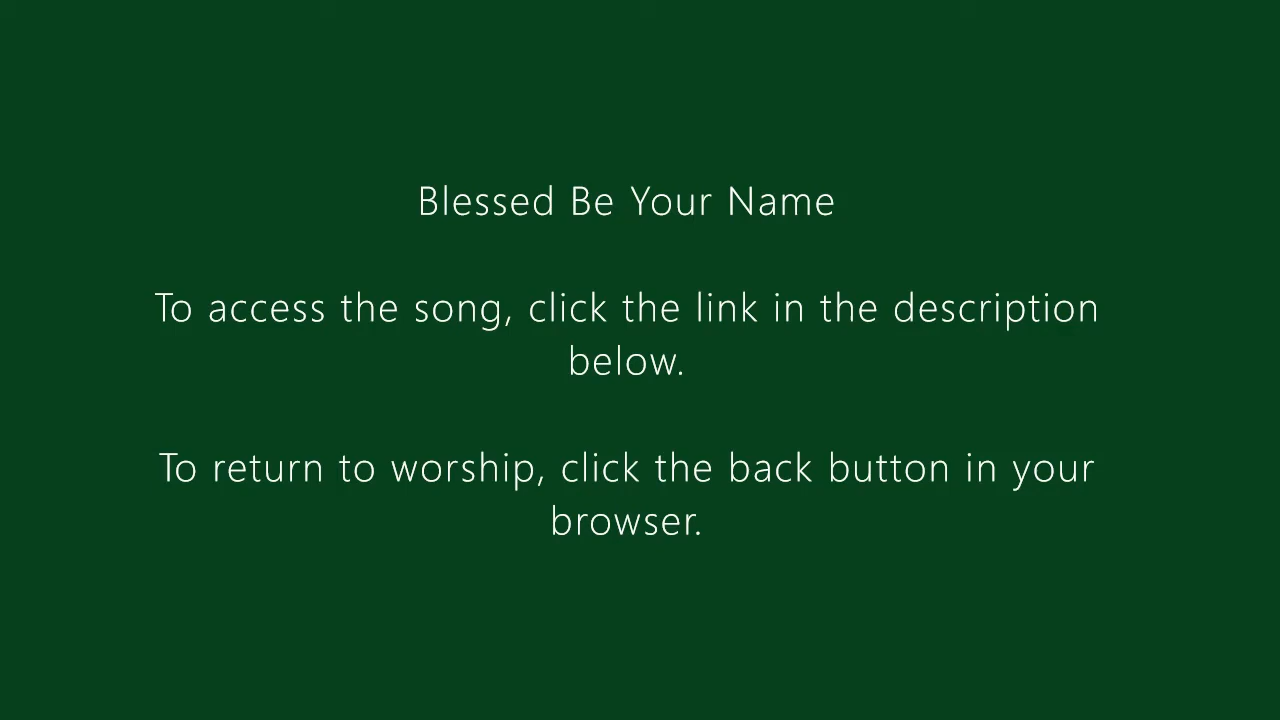 Blessed Be Your Name
To access the song, click the link in the description
below.
To return to worship, click the back button in your
browser.